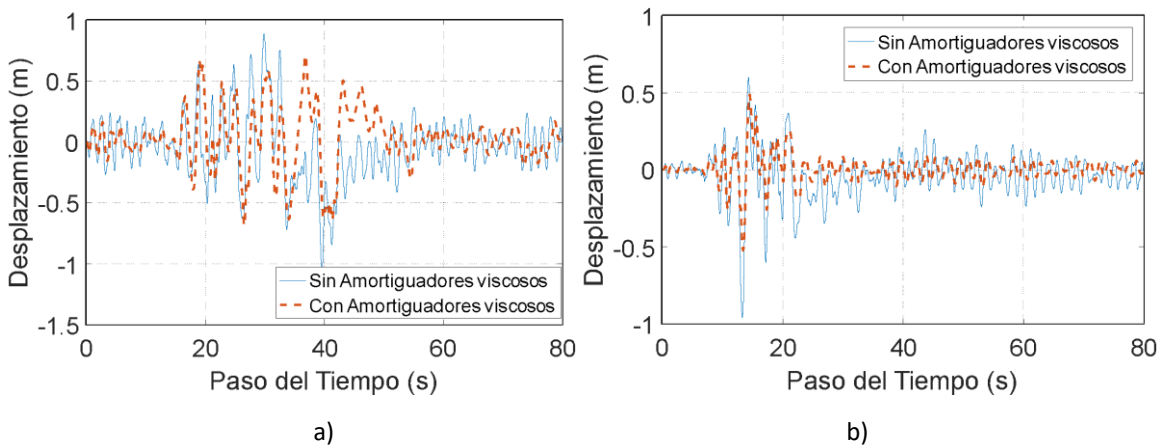 Desplazamiento (m)
1
0.5
0
-0.5
-1
-1.5
Sin Amortiguadores viscosos
Con Amortiguadores viscosos
0 20 40 60 80
Paso del Tiempo (s)
a)
Desplazamiento (m)
1
0.5
0
-0.5
-1
Sin Amortiguadores viscosos
Con Amortiguadores viscosos
0 20 40 60 80
Paso del Tiempo (s)
b)